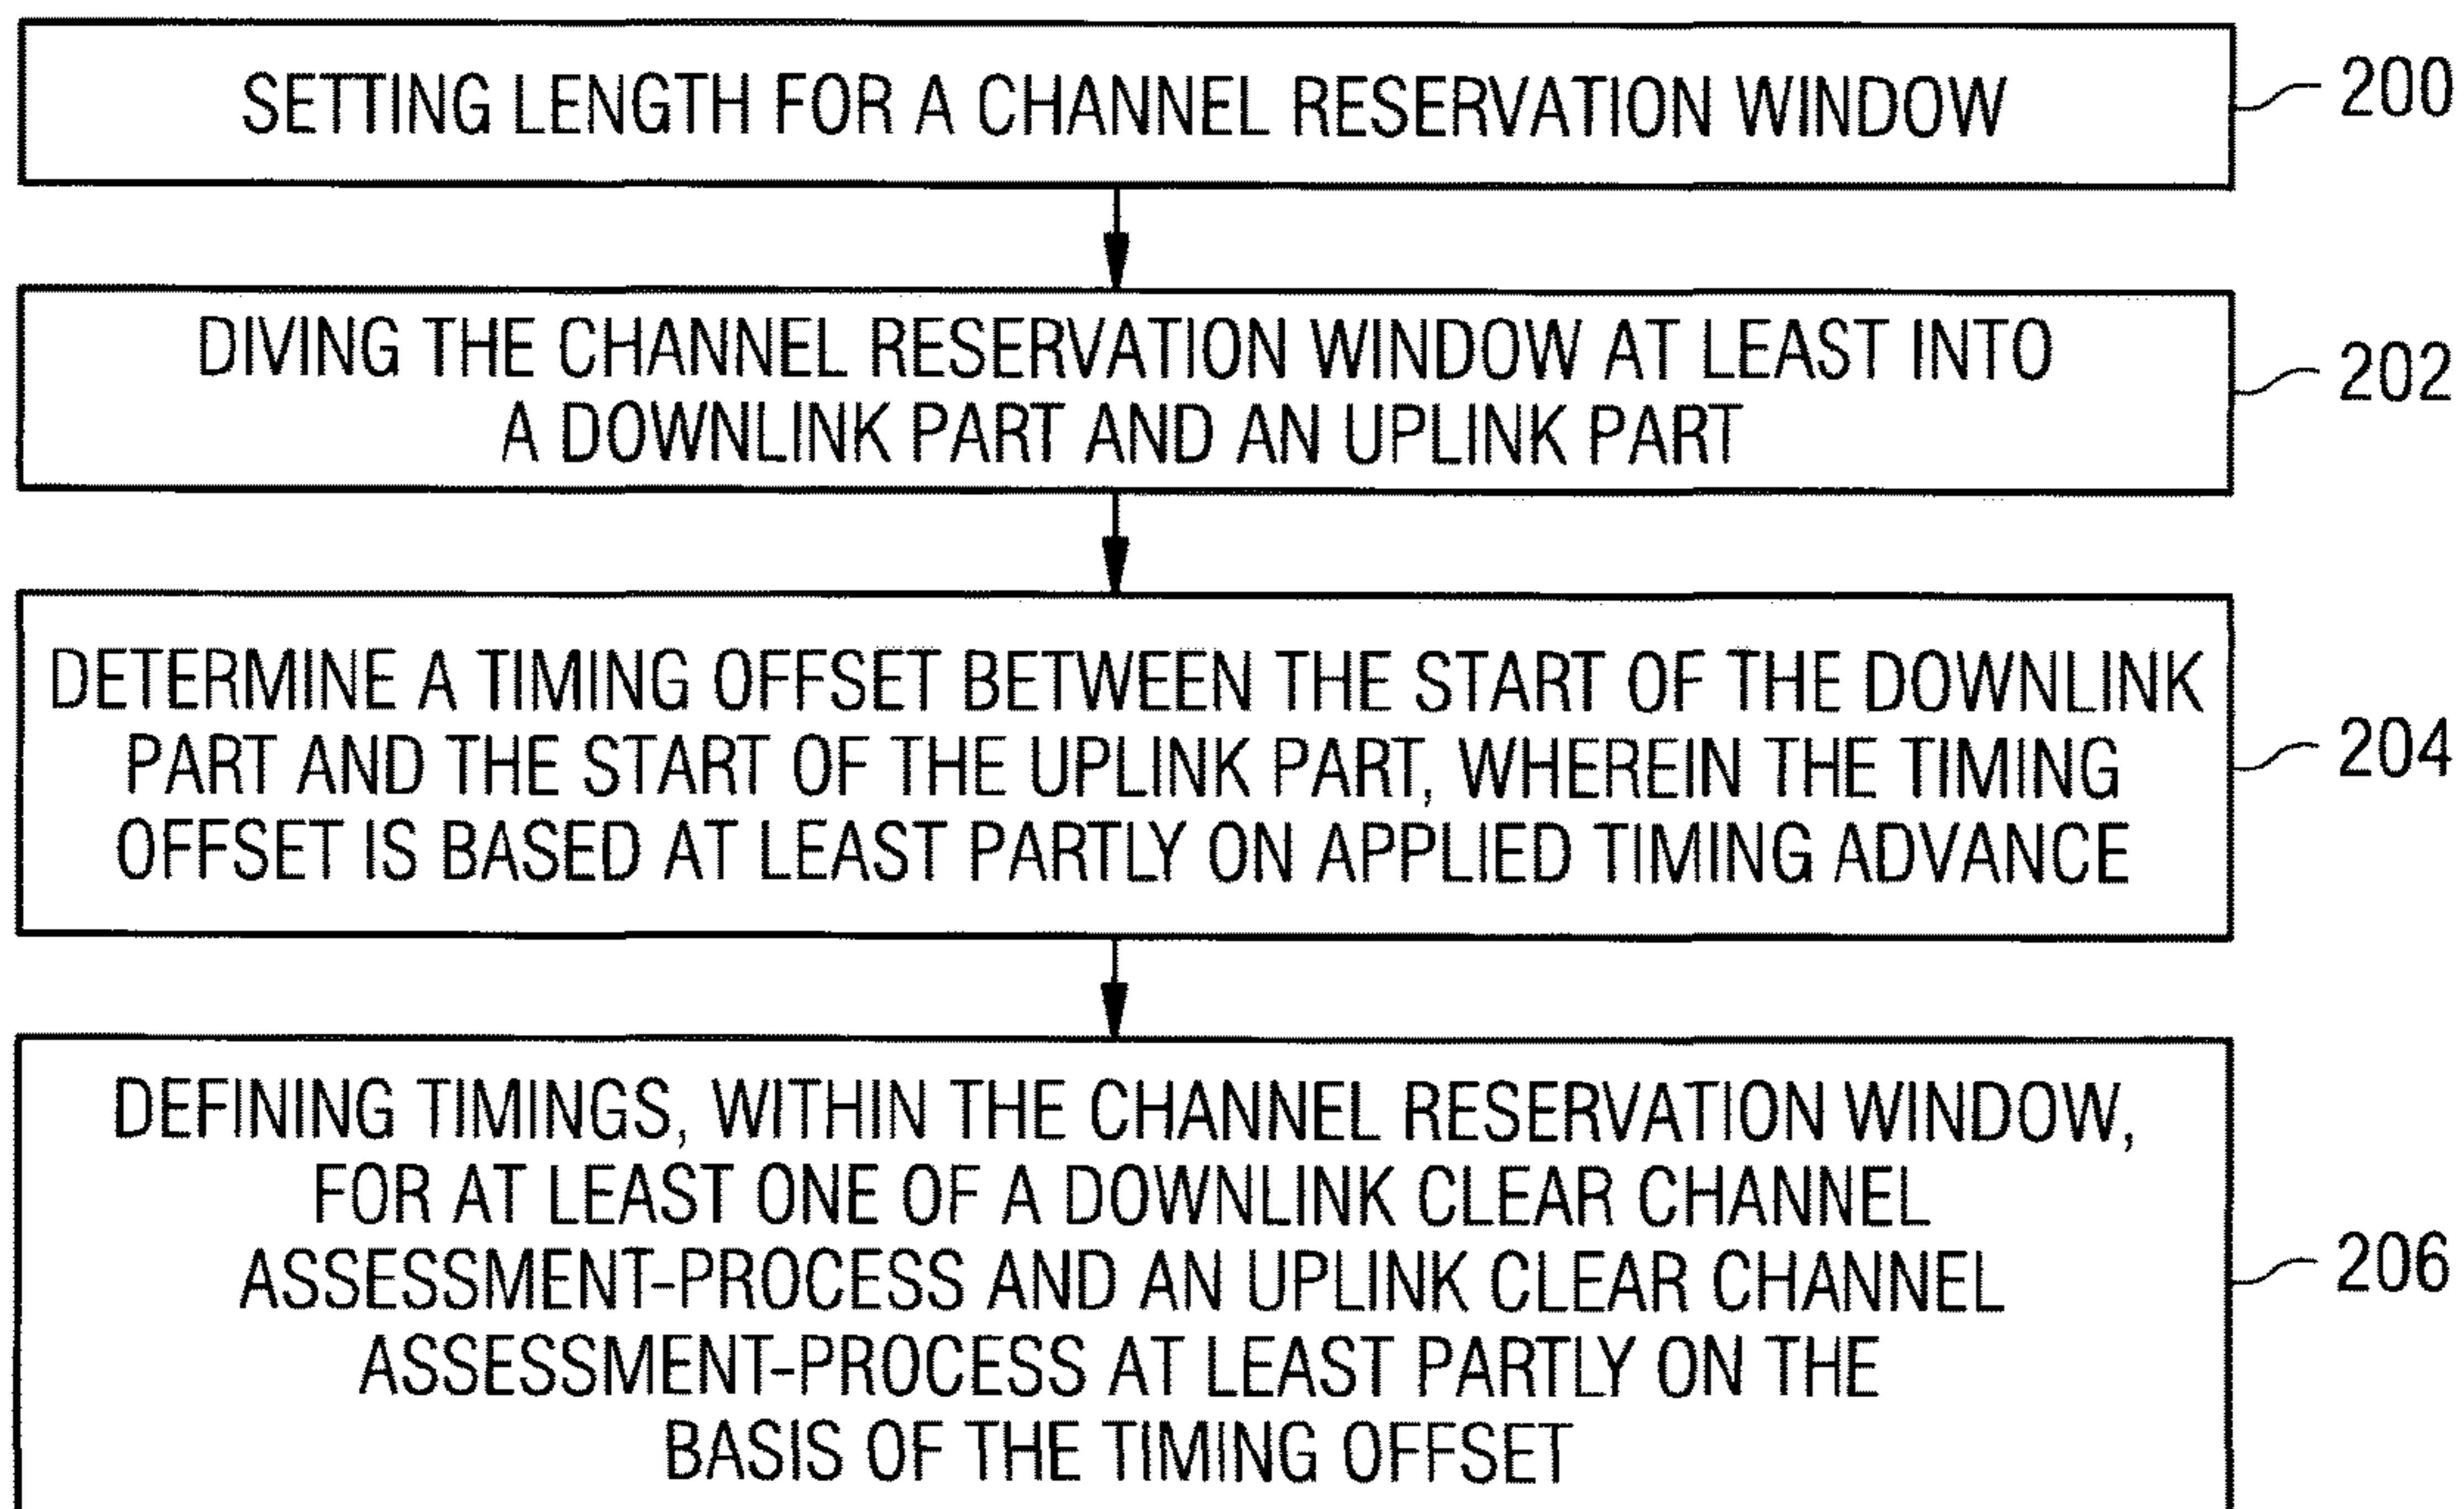 SETTING LENGTH FOR A CHANNEL RESERVATION WINDOW
200
DIVING THE CHANNEL RESERVATION WINDOW AT LEAST INTO
A DOWNLINK PART AND AN UPLINK PART
202
DETERMINE A TIMING OFFSET BETWEEN THE START OF THE DOWNLINK
PART AND THE START OF THE UPLINK PART, WHEREIN THE TIMING
OFFSET IS BASED AT LEAST PARTLY ON APPLIED TIMING ADVANCE
204
DEFINING TIMINGS, WITHIN THE CHANNEL RESERVATION WINDOW,
FOR AT LEAST ONE OF A DOWNLINK CLEAR CHANNEL
ASSESSMENT-PROCESS AND AN UPLINK CLEAR CHANNEL
ASSESSMENT-PROCESS AT LEAST PARTLY ON THE
BASIS OF THE TIMING OFFSET
206